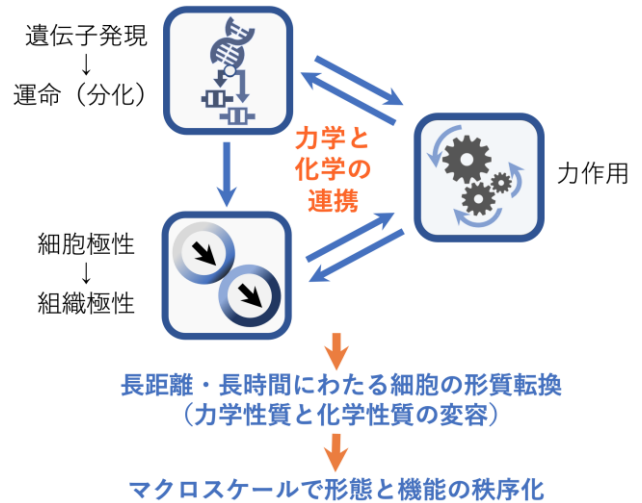 遺伝子発現
↓
運命（分化）
力学と
化学の
連携
力作用
細胞極性
↓
組織極性
長距離・長時間にわたる細胞の形質転換
（力学性質と化学性質の変容）
マクロスケールで形態と機能の秩序化